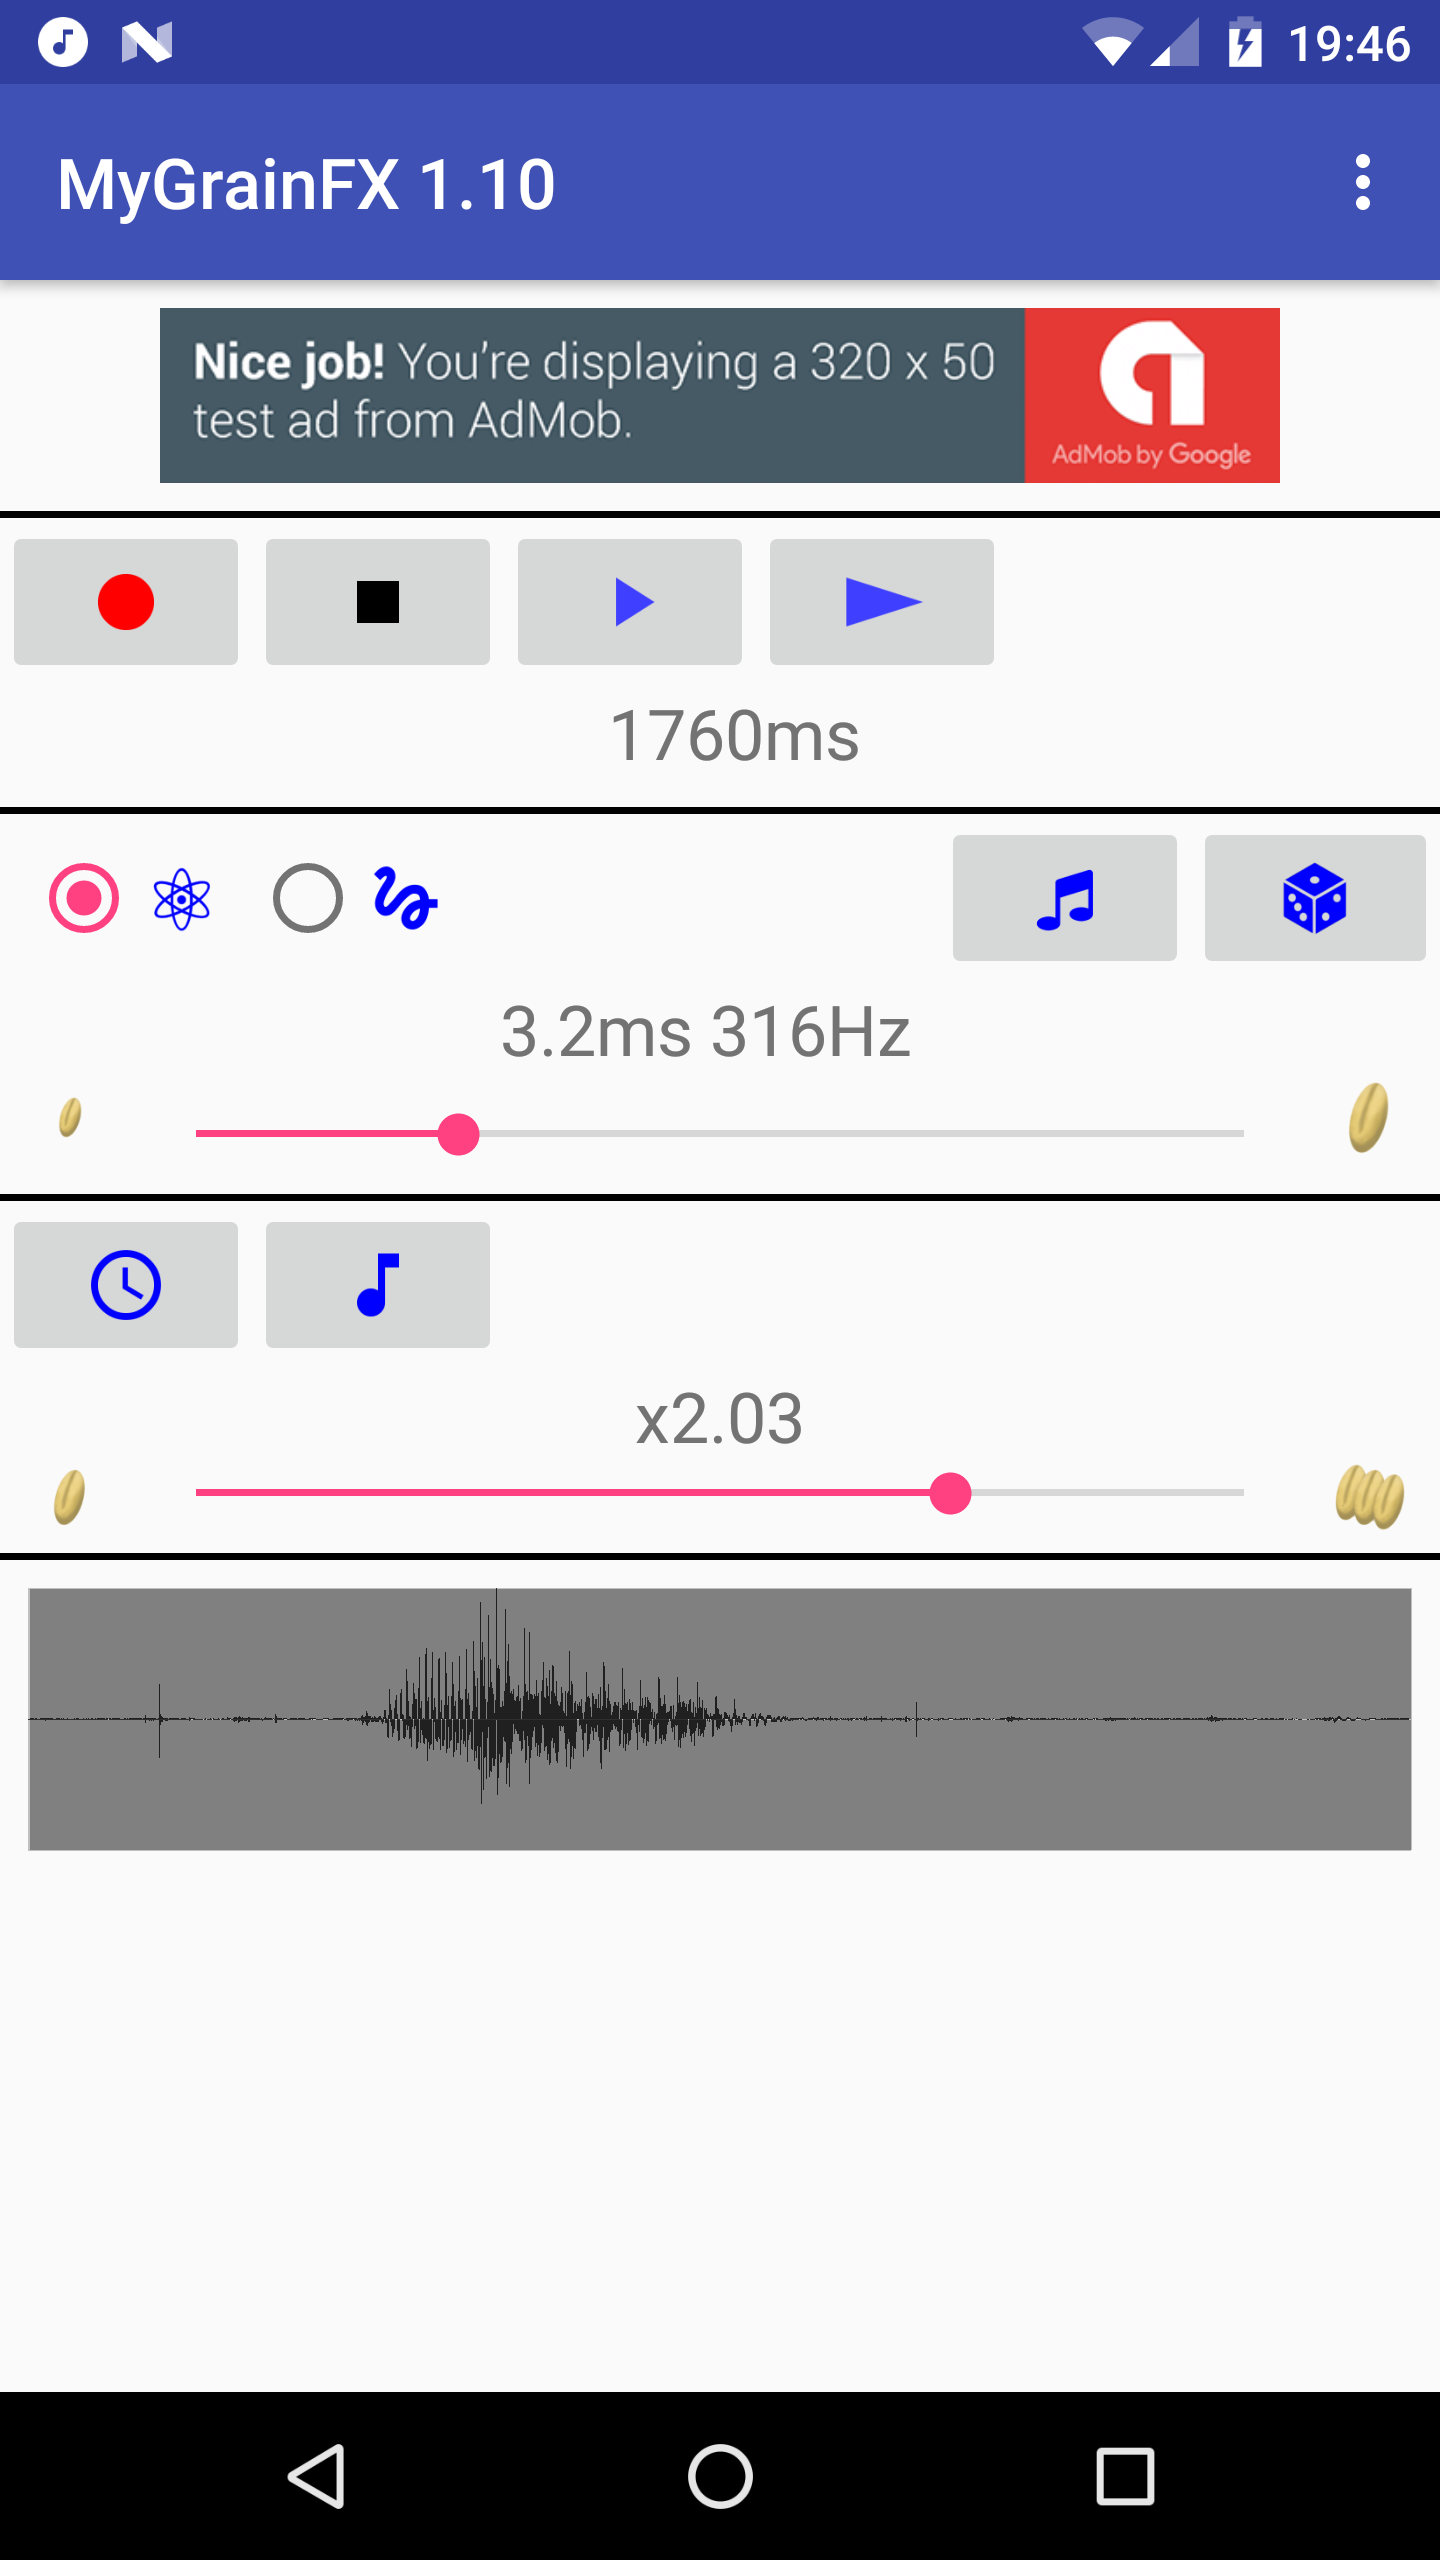 19:46
MyGrainFX 1.10
Nice job! You're displaying a 320 x 50
test ad from AdMob.
AdMob by Google
1760ms
3.2ms 316Hz
x2.03